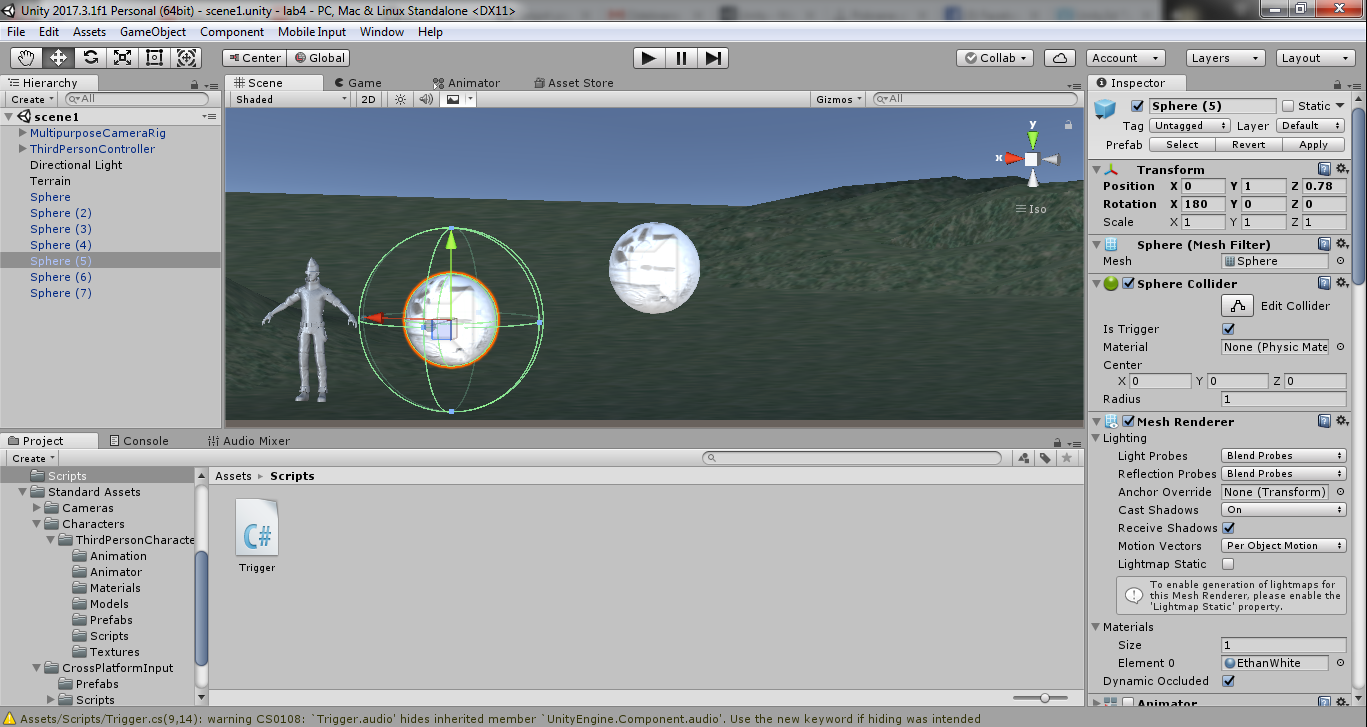 Unity 2017.3.1f1 Personal (64bit) - scene1.unity - lab4 - PC, Mac & Linux Standalone <DX11>
File Edit Assets GameObject Component Mobile Input Window Help
Center Global Collab Account Layers Layout
Hierarchy
Create All
scene1
MultipurposeCameraRig
ThirdPersonController
Directional Light
Terrain
Sphere
Sphere (2)
Sphere (3)
Sphere (4)
Sphere (5)
Sphere (6)
Sphere (7)
Scene Game Animator Asset Store
Shaded 2D Gizmos All
y
x
Iso
Inspector
Sphere (5) Static
Tag Untagged Layer Default
Prefab Select Revert Apply
Transform
Position X 0 Y 1 Z 0.78
Rotation X 180 Y 0 Z 0
Scale X 1 Y 1 Z 1
Sphere (Mesh Filter)
Mesh Sphere
Sphere Collider
Edit Collider
Is Trigger
Material None (Physic Mate
Center
X 0 Y 0 Z 0
Radius 1
Mesh Renderer
Lighting
Light Probes Blend Probes
Reflection Probes Blend Probes
Anchor Override None (Transform)
Cast Shadows On
Receive Shadows
Motion Vectors Per Object Motion
Lightmap Static
To enable generation of lightmaps for
this Mesh Renderer, please enable the
'Lightmap Static' property.
Materials
Size 1
Element 0 EthanWhite
Dynamic Occluded
Animator
Project Console Audio Mixer
Create
Scripts
Standard Assets
Cameras
Characters
ThirdPersonCharacte
Animation
Animator
Materials
Models
Prefabs
Scripts
Textures
CrossPlatformInput
Prefabs
Scripts
Assets Scripts
C#
Trigger
Assets/Scripts/Trigger.cs(9,14): warning CS0108: `Trigger.audio' hides inherited member `UnityEngine.Component.audio'. Use the new keyword if hiding was intended